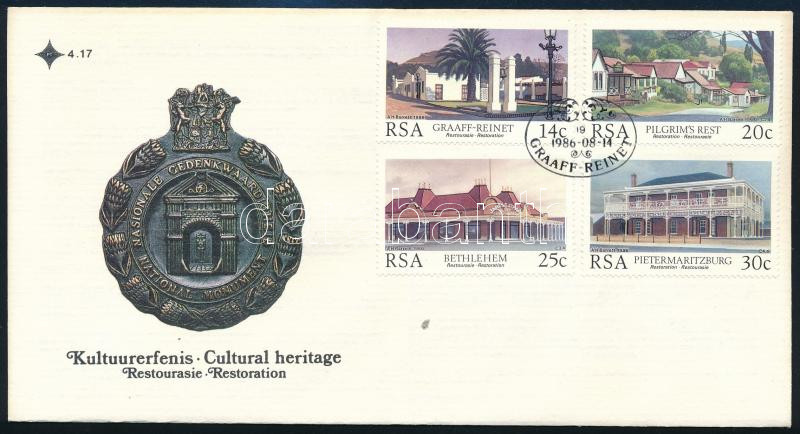 4.17
NASIONALE GEDENKWAARDIGHEID
NATIONAL MONUMENT
Kultuurerfenis · Cultural heritage
Restourasie · Restoration
RSA GRAAFF-REINET 14c
Restourasie · Restoration
RSA PILGRIM'S REST 20c
Restoration · Restourasie
19
1986-08-14
GRAAFF-REINET
RSA BETHLEHEM 25c
Restourasie · Restoration
RSA PIETERMARITZBURG 30c
Restoration · Restourasie